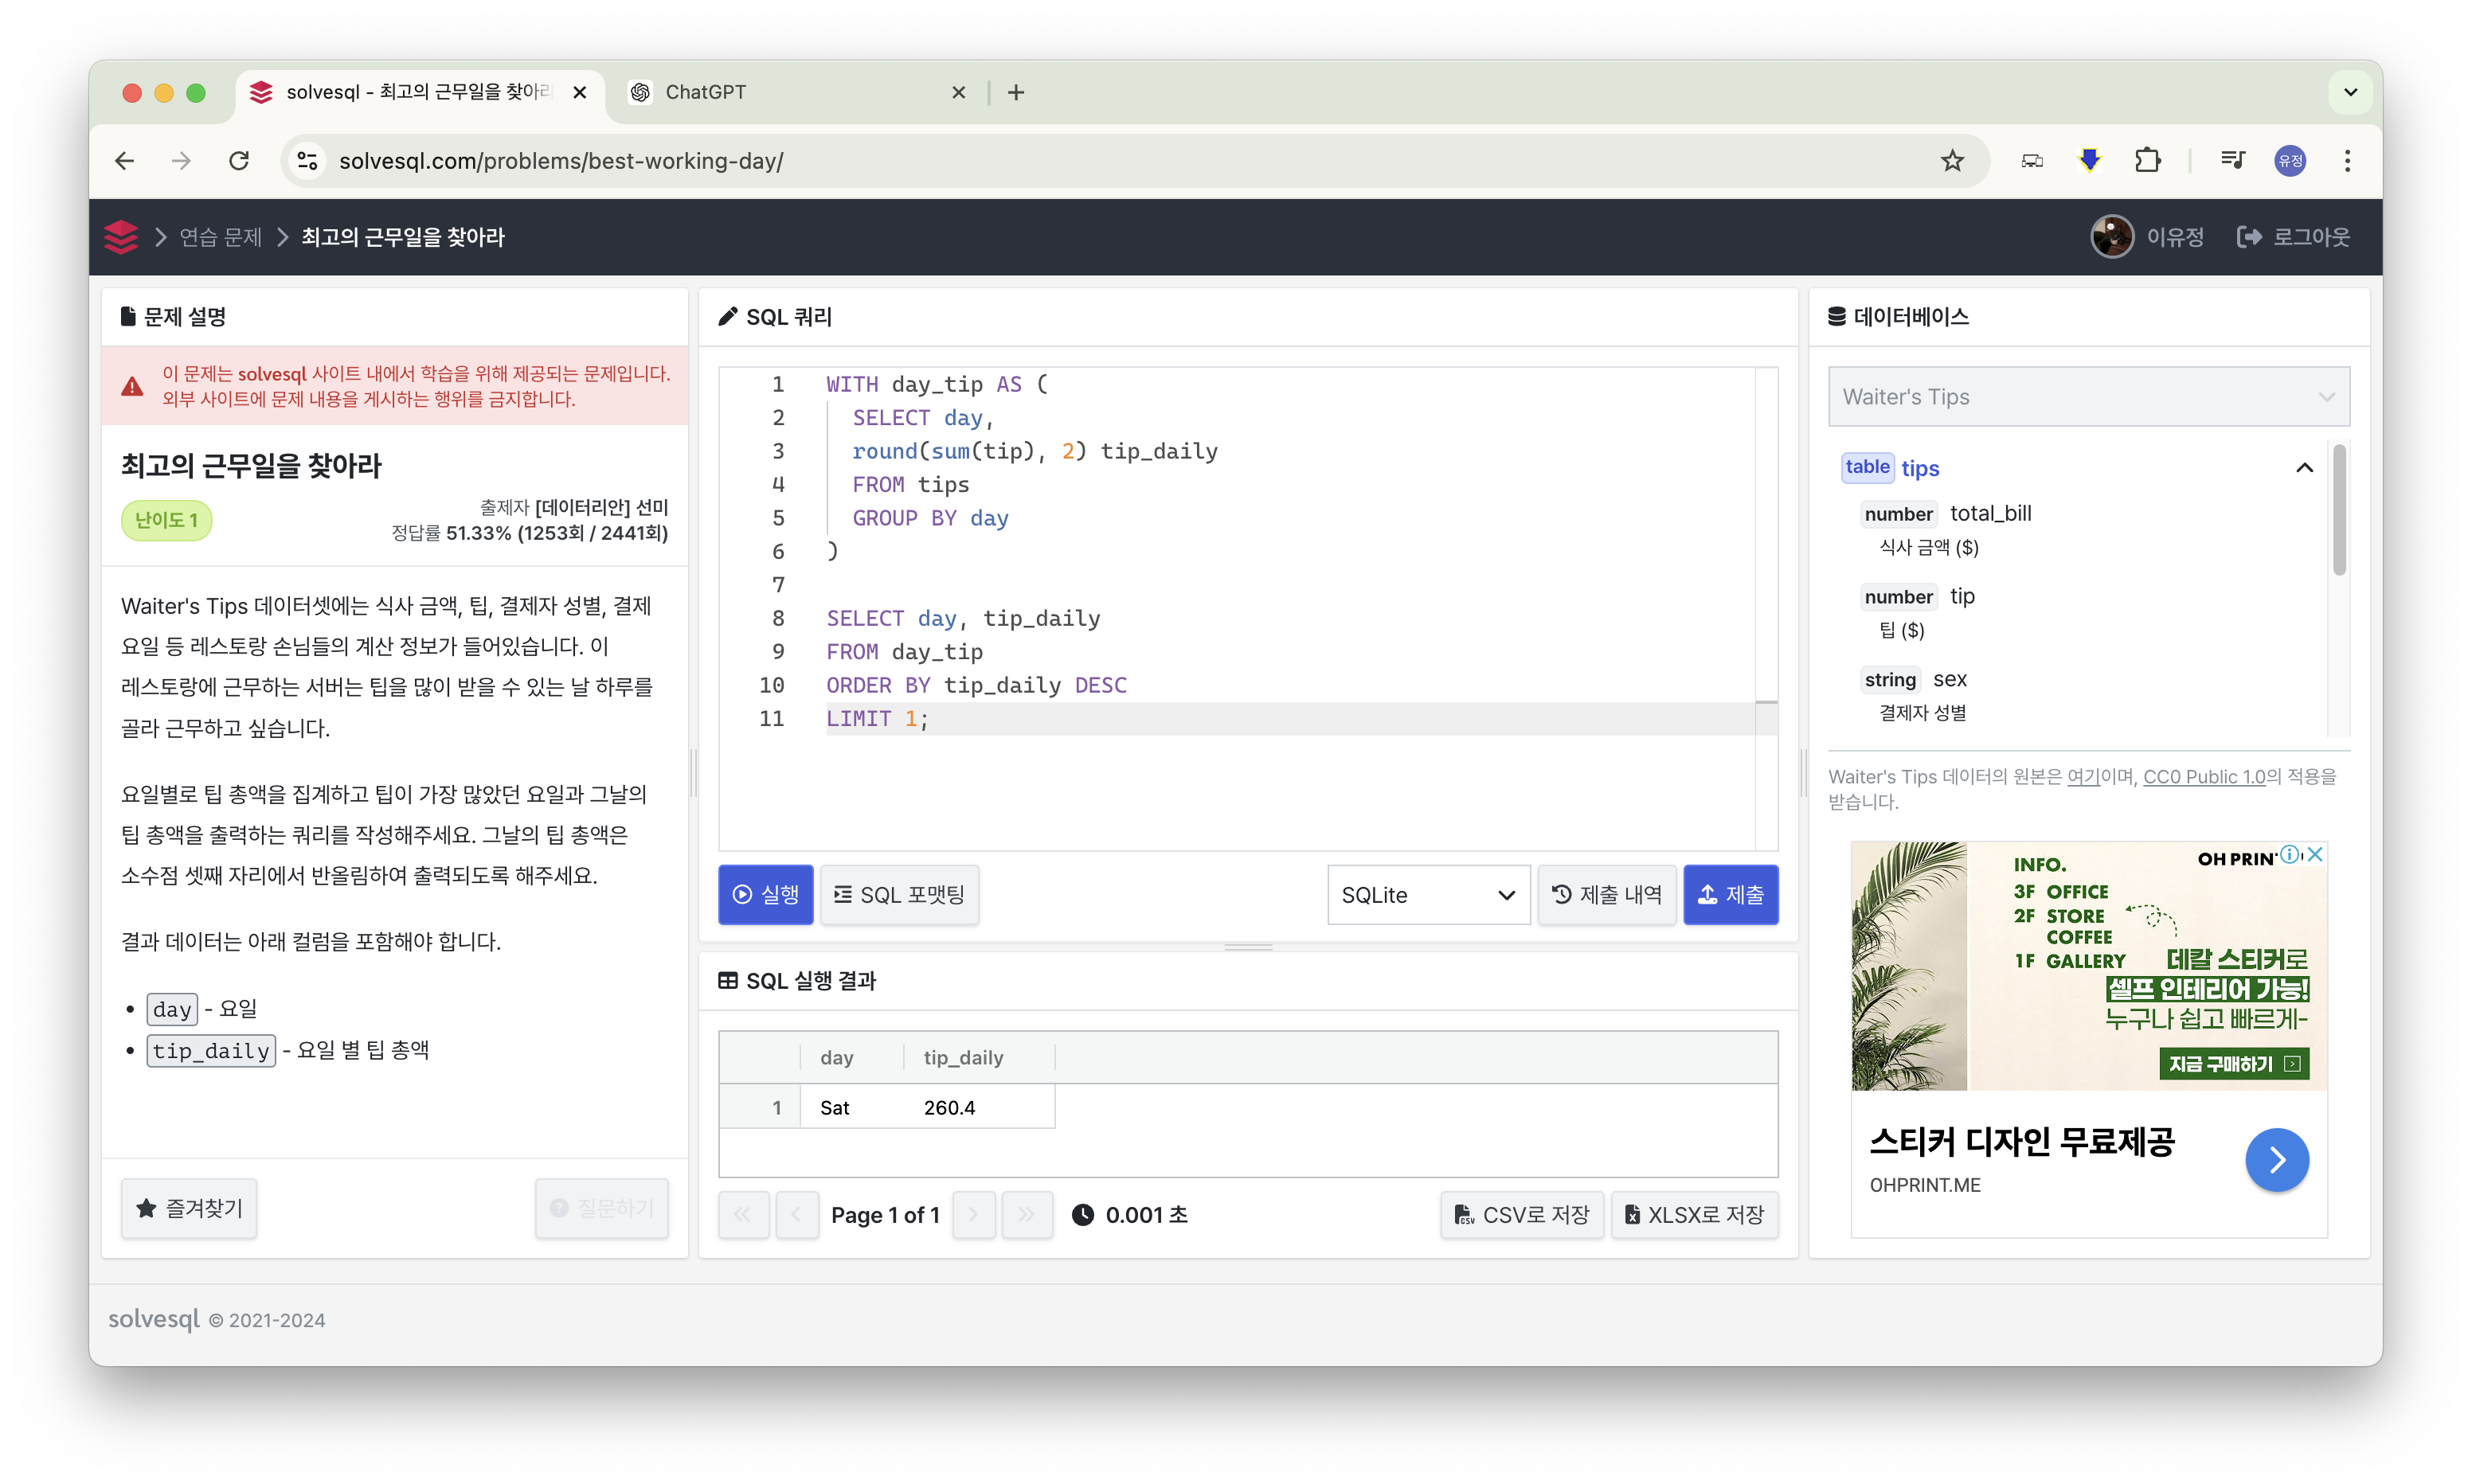 solvesql - 최고의 근무일을 찾아라
ChatGPT
solvesql.com/problems/best-working-day/
유정
연습 문제
최고의 근무일을 찾아라
이유정
로그아웃
문제 설명
이 문제는 solvesql 사이트 내에서 학습을 위해 제공되는 문제입니다.
외부 사이트에 문제 내용을 게시하는 행위를 금지합니다.
최고의 근무일을 찾아라
난이도 1
출제자 [데이터리안] 선미
정답률 51.33% (1253회 / 2441회)
Waiter's Tips 데이터셋에는 식사 금액, 팁, 결제자 성별, 결제
요일 등 레스토랑 손님들의 계산 정보가 들어있습니다. 이
레스토랑에 근무하는 서버는 팁을 많이 받을 수 있는 날 하루를
골라 근무하고 싶습니다.
요일별로 팁 총액을 집계하고 팁이 가장 많았던 요일과 그날의
팁 총액을 출력하는 쿼리를 작성해주세요. 그날의 팁 총액은
소수점 셋째 자리에서 반올림하여 출력되도록 해주세요.
결과 데이터는 아래 컬럼을 포함해야 합니다.
• day - 요일
• tip_daily - 요일 별 팁 총액
즐겨찾기
질문하기
SQL 쿼리
1 WITH day_tip AS (
2 SELECT day,
3 round(sum(tip), 2) tip_daily
4 FROM tips
5 GROUP BY day
6 )
7
8 SELECT day, tip_daily
9 FROM day_tip
10 ORDER BY tip_daily DESC
11 LIMIT 1;
실행
SQL 포맷팅
SQLite
제출 내역
제출
SQL 실행 결과
day tip_daily
1 Sat 260.4
Page 1 of 1
0.001 초
CSV로 저장
XLSX로 저장
데이터베이스
Waiter's Tips
table tips
number total_bill
식사 금액 ($)
number tip
팁 ($)
string sex
결제자 성별
Waiter's Tips 데이터의 원본은 여기이며, CC0 Public 1.0의 적용을
받습니다.
INFO.
OH PRIN
3F OFFICE
2F STORE
COFFEE
1F GALLERY
데칼 스티커로
셀프 인테리어 가능!
누구나 쉽고 빠르게~
지금 구매하기
스티커 디자인 무료제공
OHPRINT.ME
solvesql © 2021-2024